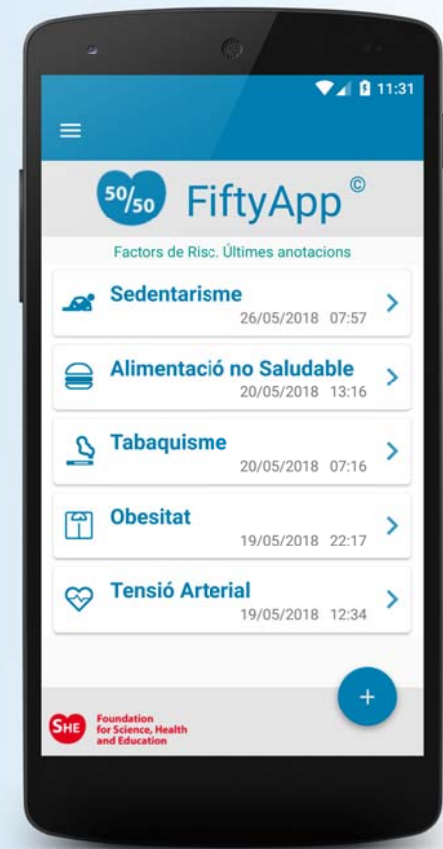 11:31
50/50
FiftyApp ©
Factors de Risc. Últimes anotacions
Sedentarisme
26/05/2018 07:57
Alimentació no Saludable
20/05/2018 13:16
Tabaquisme
20/05/2018 07:16
Obesitat
19/05/2018 22:17
Tensió Arterial
19/05/2018 12:34
+
SHE
Foundation
for Science, Health
and Education